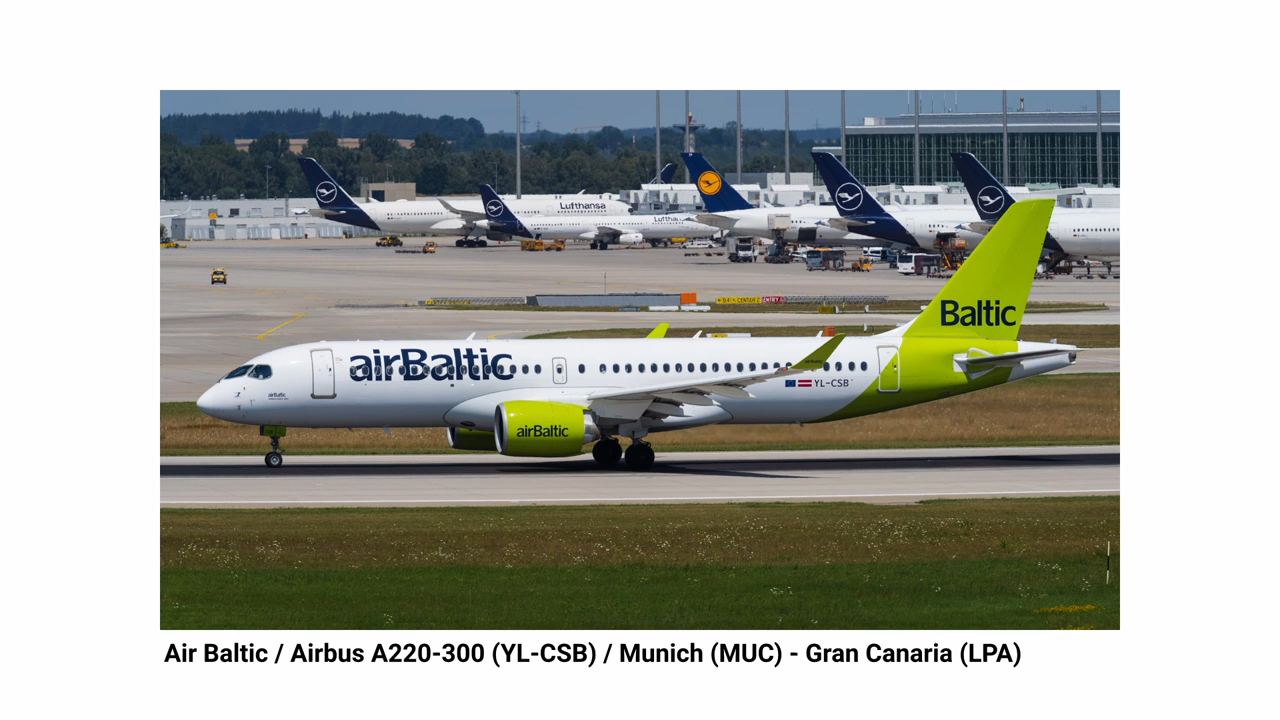 Lufthansa
Baltic
airBaltic
YL-CSB
airBaltic
Air Baltic / Airbus A220-300 (YL-CSB) / Munich (MUC) - Gran Canaria (LPA)